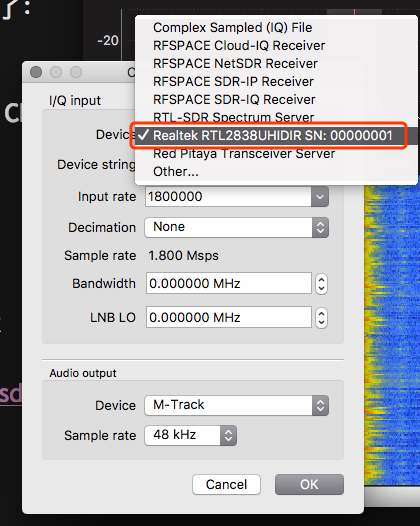 }:
-20
Complex Sampled (IQ) File
RFSPACE Cloud-IQ Receiver
RFSPACE NetSDR Receiver
RFSPACE SDR-IP Receiver
RFSPACE SDR-IQ Receiver
RTL-SDR Spectrum Server
✓ Realtek RTL2838UHIDIR SN: 00000001
Red Pitaya Transceiver Server
Other...
I/Q input
Device
Device string
Input rate 1800000
Decimation None
Sample rate 1.800 Msps
Bandwidth 0.000000 MHz
LNB LO 0.000000 MHz
sd
Audio output
Device M-Track
Sample rate 48 kHz
Cancel OK